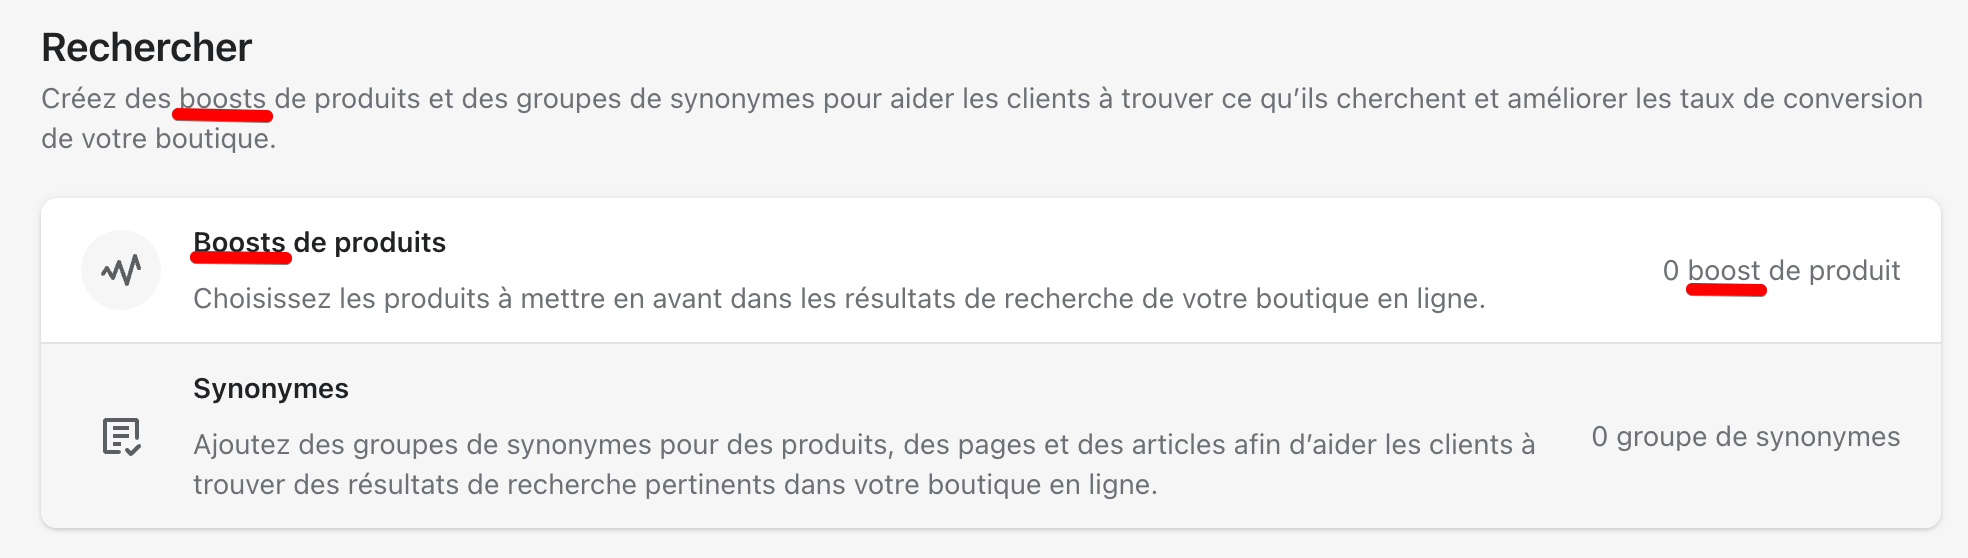 Rechercher
Créez des boosts de produits et des groupes de synonymes pour aider les clients à trouver ce qu’ils cherchent et améliorer les taux de conversion
de votre boutique.
Boosts de produits
Choisissez les produits à mettre en avant dans les résultats de recherche de votre boutique en ligne.
0 boost de produit
Synonymes
Ajoutez des groupes de synonymes pour des produits, des pages et des articles afin d’aider les clients à
trouver des résultats de recherche pertinents dans votre boutique en ligne.
0 groupe de synonymes